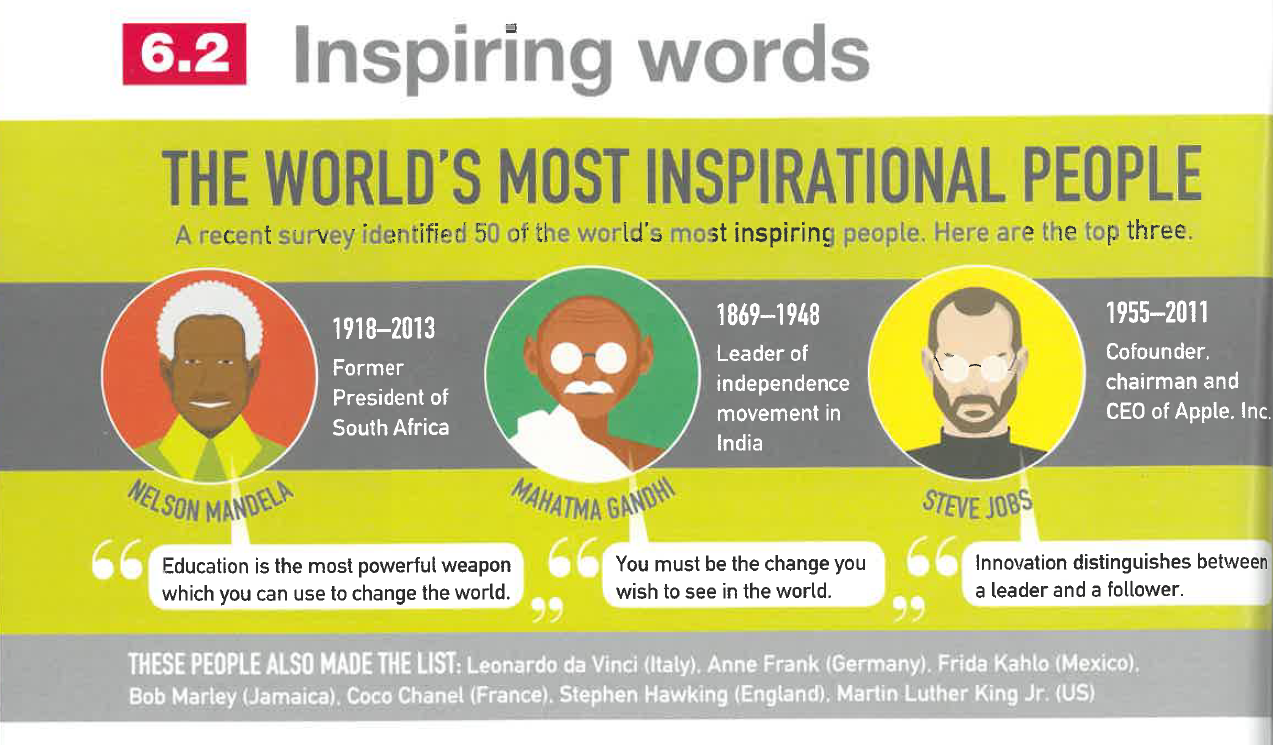 6.2 Inspiring words
THE WORLD'S MOST INSPIRATIONAL PEOPLE
A recent survey identified 50 of the world's most inspiring people. Here are the top three.
1918–2013
Former
President of
South Africa
NELSON MANDELA
“ Education is the most powerful weapon
which you can use to change the world. ”
1869–1948
Leader of
independence
movement in
India
MAHATMA GANDHI
“ You must be the change you
wish to see in the world. ”
1955–2011
Cofounder,
chairman and
CEO of Apple, Inc.
STEVE JOBS
“ Innovation distinguishes between
a leader and a follower.
THESE PEOPLE ALSO MADE THE LIST: Leonardo da Vinci (Italy), Anne Frank (Germany), Frida Kahlo (Mexico),
Bob Marley (Jamaica), Coco Chanel (France), Stephen Hawking (England), Martin Luther King Jr. (US)